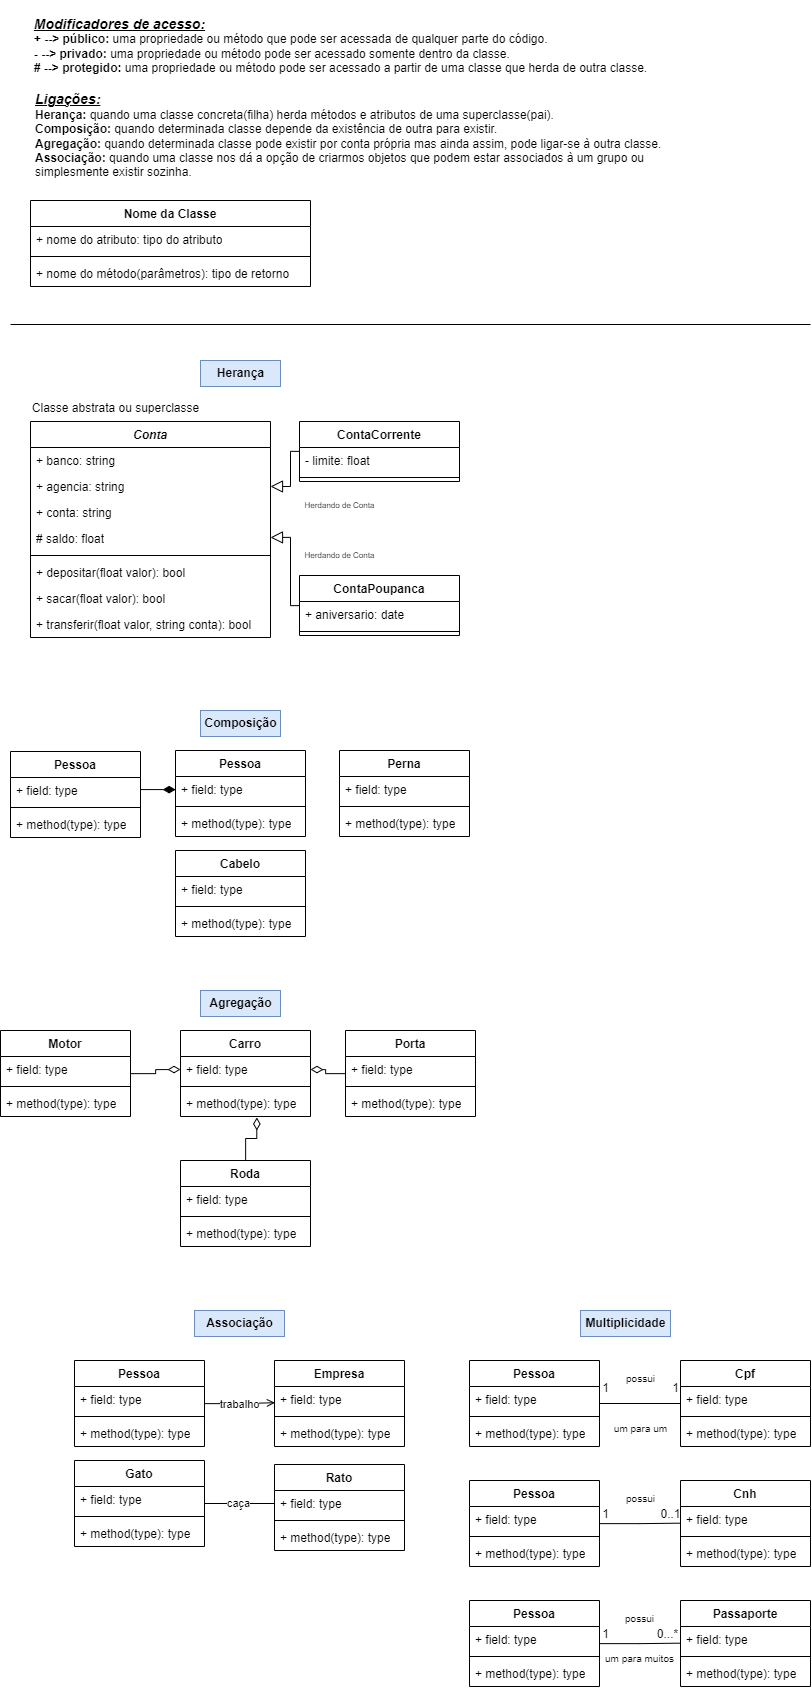 Modificadores de acesso:
+ --> público: uma propriedade ou método que pode ser acessada de qualquer parte do código.
- --> privado: uma propriedade ou método pode ser acessado somente dentro da classe.
# --> protegido: uma propriedade ou método pode ser acessado a partir de uma classe que herda de outra classe.
Ligações:
Herança: quando uma classe concreta(filha) herda métodos e atributos de uma superclasse(pai).
Composição: quando determinada classe depende da existência de outra para existir.
Agregação: quando determinada classe pode existir por conta própria mas ainda assim, pode ligar-se à outra classe.
Associação: quando uma classe nos dá a opção de criarmos objetos que podem estar associados à um grupo ou
simplesmente existir sozinha.
Nome da Classe
+ nome do atributo: tipo do atributo
+ nome do método(parâmetros): tipo de retorno
Herança
Classe abstrata ou superclasse
Conta
+ banco: string
+ agencia: string
+ conta: string
# saldo: float
+ depositar(float valor): bool
+ sacar(float valor): bool
+ transferir(float valor, string conta): bool
ContaCorrente
- limite: float
Herdando de Conta
Herdando de Conta
ContaPoupanca
+ aniversario: date
Composição
Pessoa
+ field: type
+ method(type): type
Pessoa
+ field: type
+ method(type): type
Perna
+ field: type
+ method(type): type
Cabelo
+ field: type
+ method(type): type
Agregação
Motor
+ field: type
+ method(type): type
Carro
+ field: type
+ method(type): type
Porta
+ field: type
+ method(type): type
Roda
+ field: type
+ method(type): type
Associação
Pessoa
+ field: type
+ method(type): type
trabalho
Empresa
+ field: type
+ method(type): type
Gato
+ field: type
+ method(type): type
caça
Rato
+ field: type
+ method(type): type
Multiplicidade
Pessoa
+ field: type
+ method(type): type
possui
1
1
um para um
Cpf
+ field: type
+ method(type): type
Pessoa
+ field: type
+ method(type): type
possui
1
0..1
Cnh
+ field: type
+ method(type): type
Pessoa
+ field: type
+ method(type): type
possui
1
0...*
um para muitos
Passaporte
+ field: type
+ method(type): type